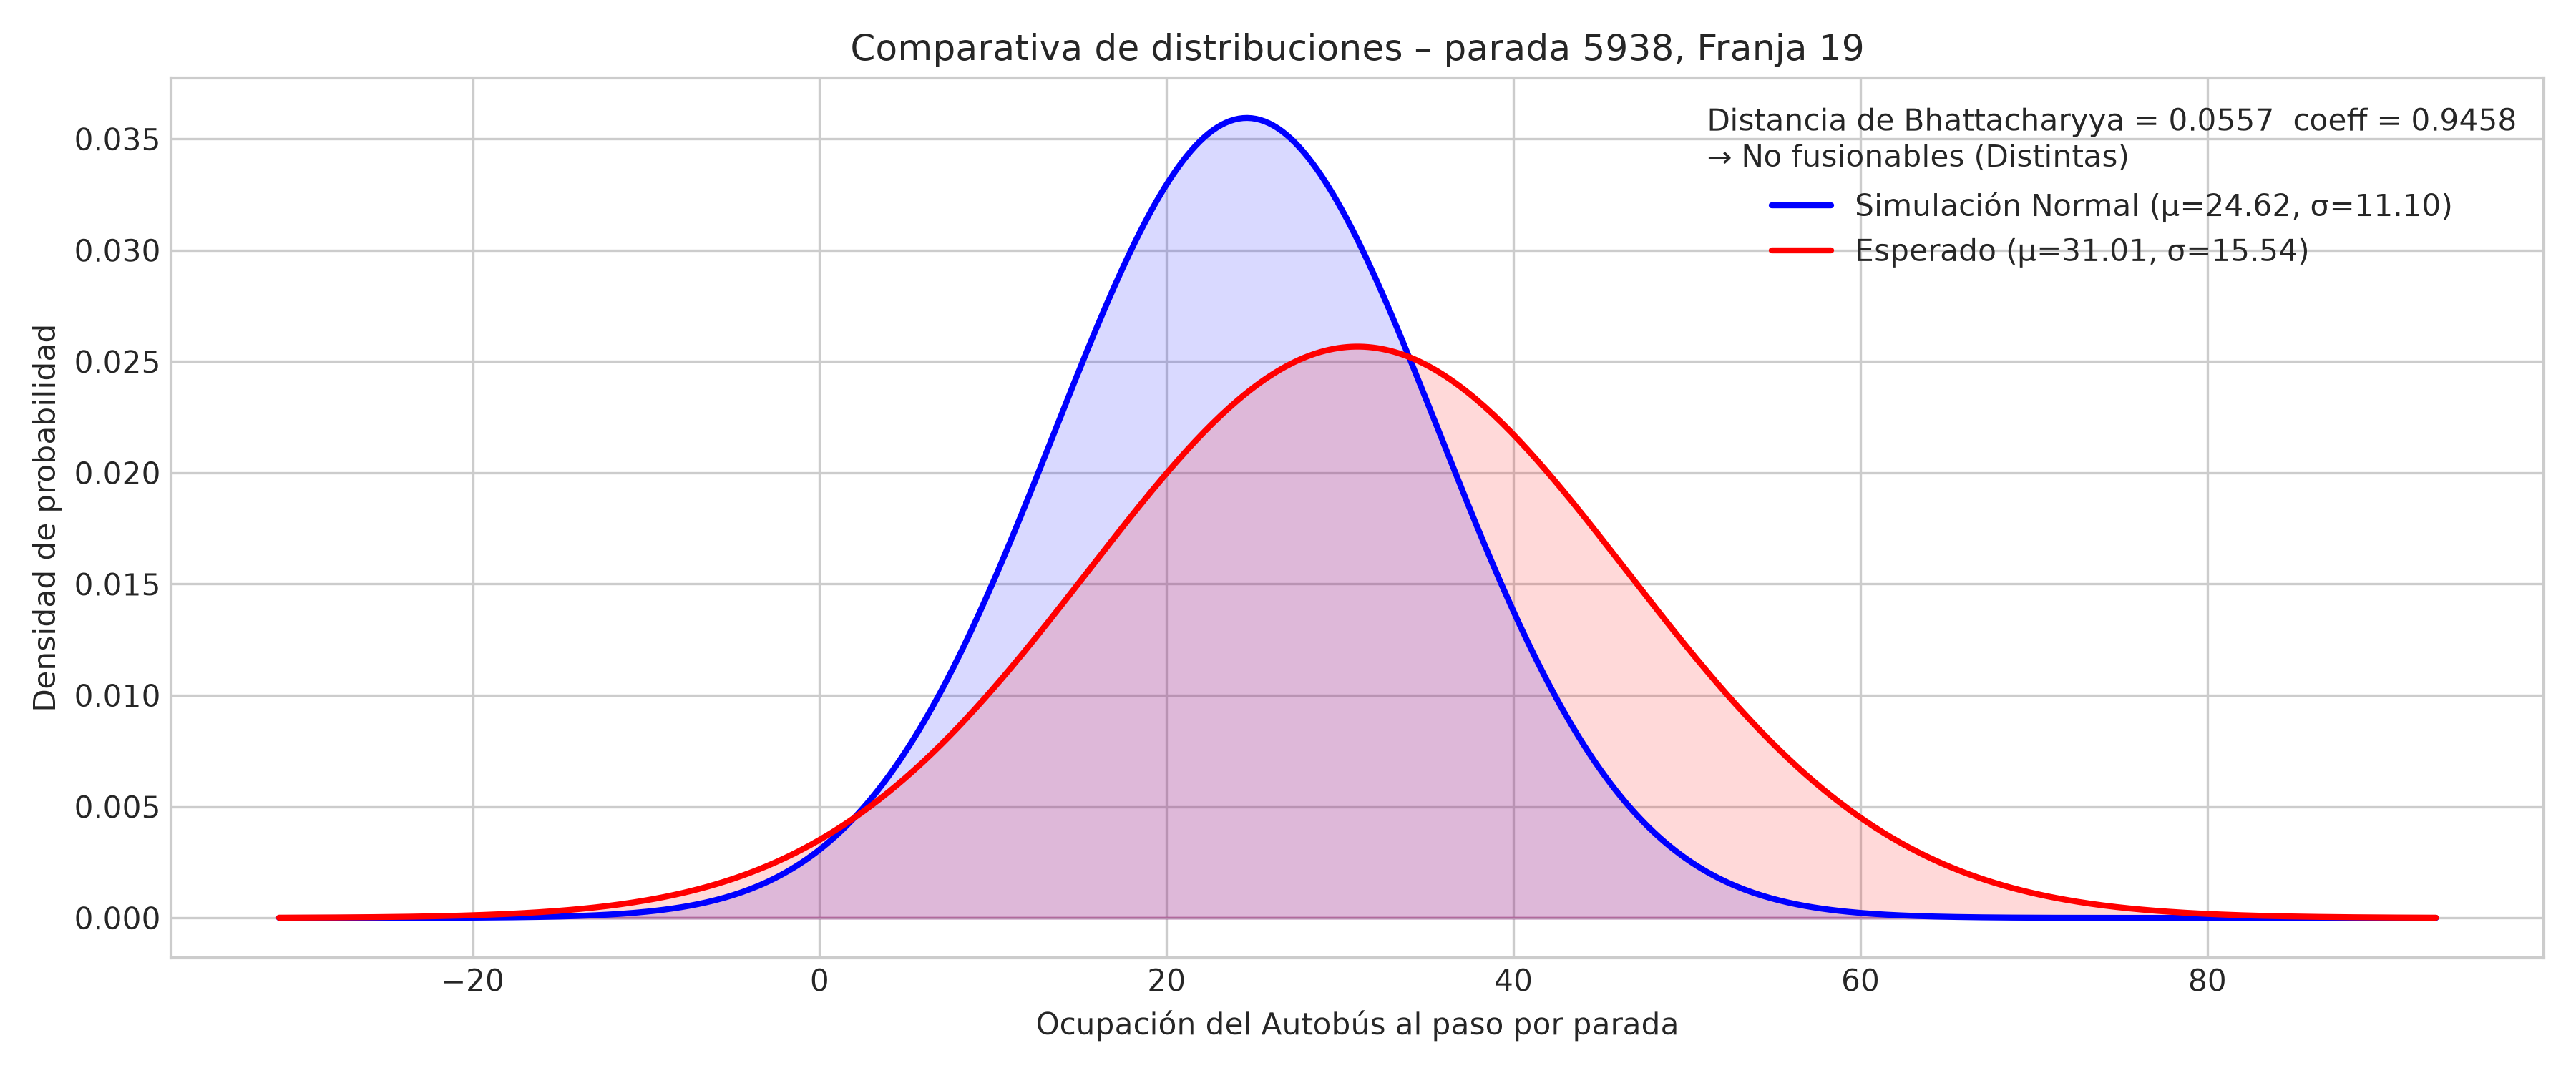 Comparativa de distribuciones – parada 5938, Franja 19
Distancia de Bhattacharyya = 0.0557  coeff = 0.9458
→ No fusionables (Distintas)
Simulación Normal (μ=24.62, σ=11.10)
Esperado (μ=31.01, σ=15.54)
Densidad de probabilidad
0.035
0.030
0.025
0.020
0.015
0.010
0.005
0.000
−20 0 20 40 60 80
Ocupación del Autobús al paso por parada